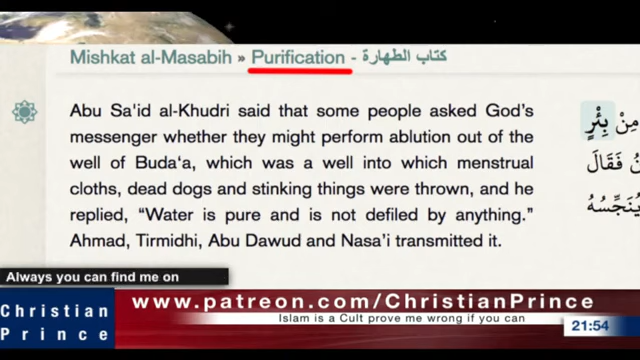 Mishkat al-Masabih » Purification - كتاب الطهارة
Abu Sa'id al-Khudri said that some people asked God's
messenger whether they might perform ablution out of the
well of Buda‘a, which was a well into which menstrual
cloths, dead dogs and stinking things were thrown, and he
replied, “Water is pure and is not defiled by anything.”
Ahmad, Tirmidhi, Abu Dawud and Nasa’i transmitted it.
مِنْ بِئْرِ
نُ فَقَالَ
يُنَجِّسُهُ
Always you can find me on
Christian
Prince
www.patreon.com/ChristianPrince
Islam is a Cult prove me wrong if you can
21:54